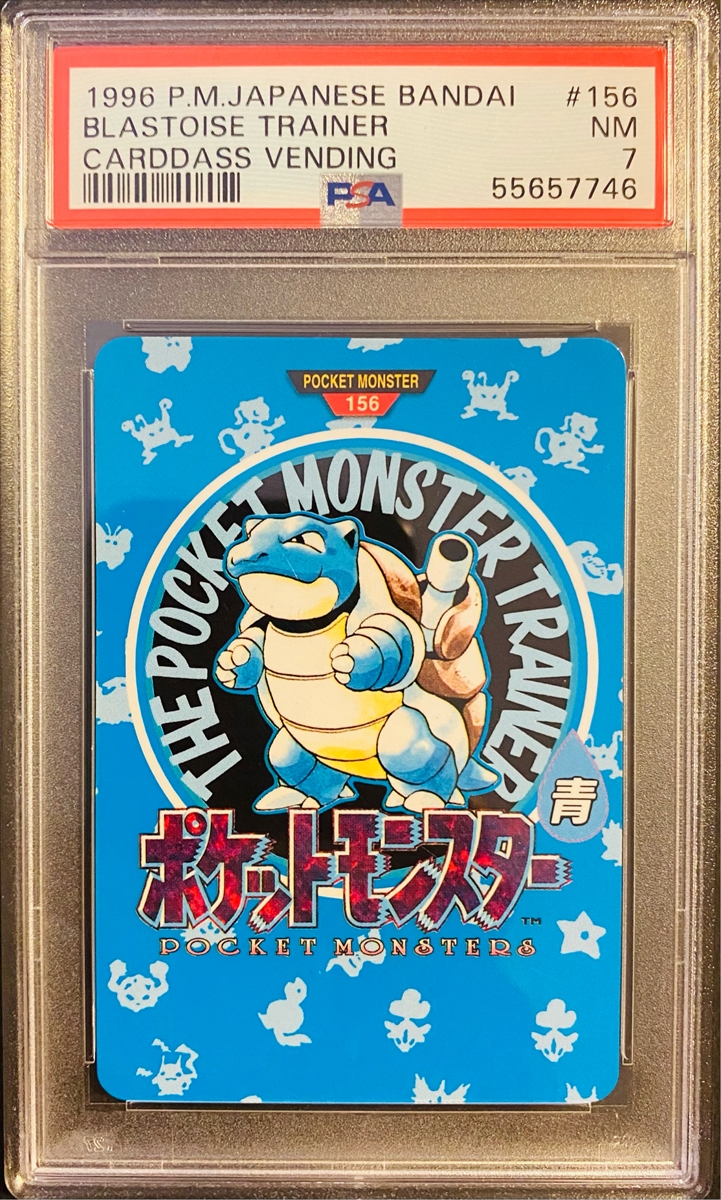 1996 P.M.JAPANESE BANDAI #156
BLASTOISE TRAINER NM
CARDDASS VENDING 7
PSA 55657746
POCKET MONSTER
156
THE POCKET MONSTER TRAINER
青
ポケットモンスター
TM
POCKET MONSTERS